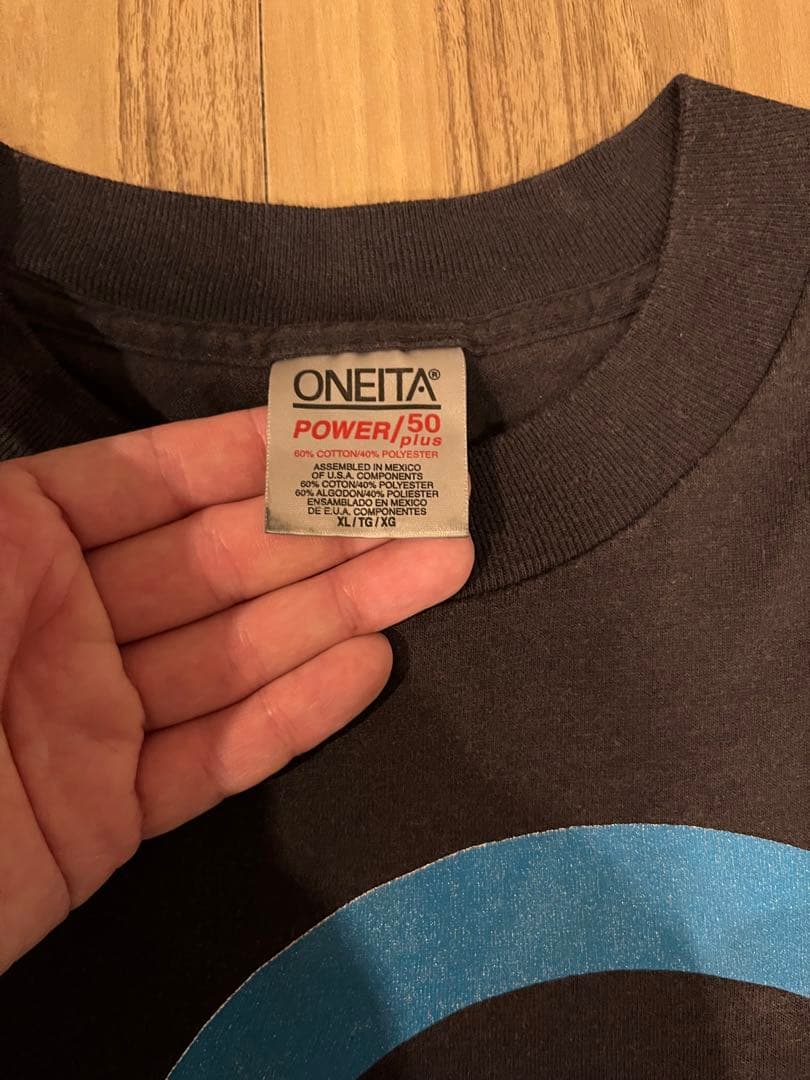 ONEITA®
POWER/50 plus
60% COTTON/40% POLYESTER
ASSEMBLED IN MEXICO
OF U.S.A. COMPONENTS
60% COTON/40% POLYESTER
60% ALGODON/40% POLIESTER
ENSAMBLADO EN MEXICO
DE E.U.A. COMPONENTES
XL/TG/XG